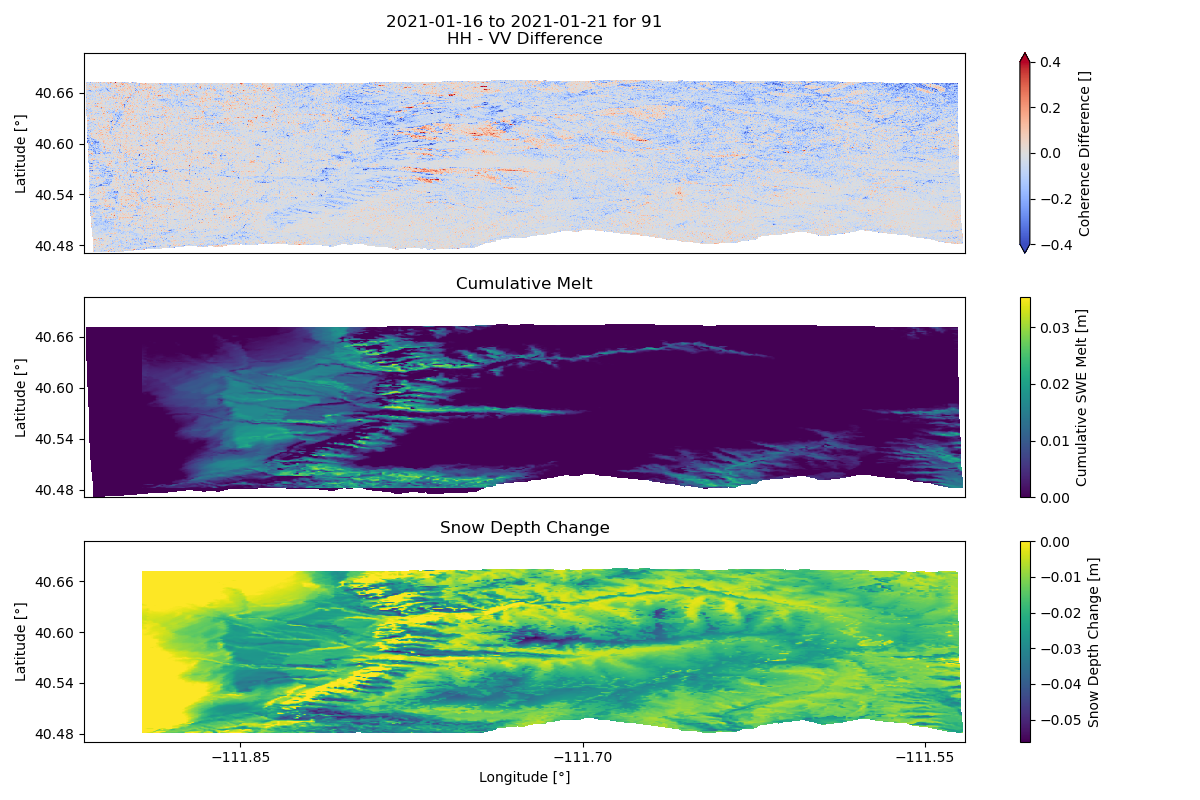 2021-01-16 to 2021-01-21 for 91
HH - VV Difference
Latitude [°]
40.66
40.60
40.54
40.48
0.4
0.2
0.0
−0.2
−0.4
Coherence Difference []
Cumulative Melt
Latitude [°]
40.66
40.60
40.54
40.48
0.03
0.02
0.01
0.00
Cumulative SWE Melt [m]
Snow Depth Change
Latitude [°]
40.66
40.60
40.54
40.48
0.00
−0.01
−0.02
−0.03
−0.04
−0.05
Snow Depth Change [m]
−111.85
−111.70
−111.55
Longitude [°]